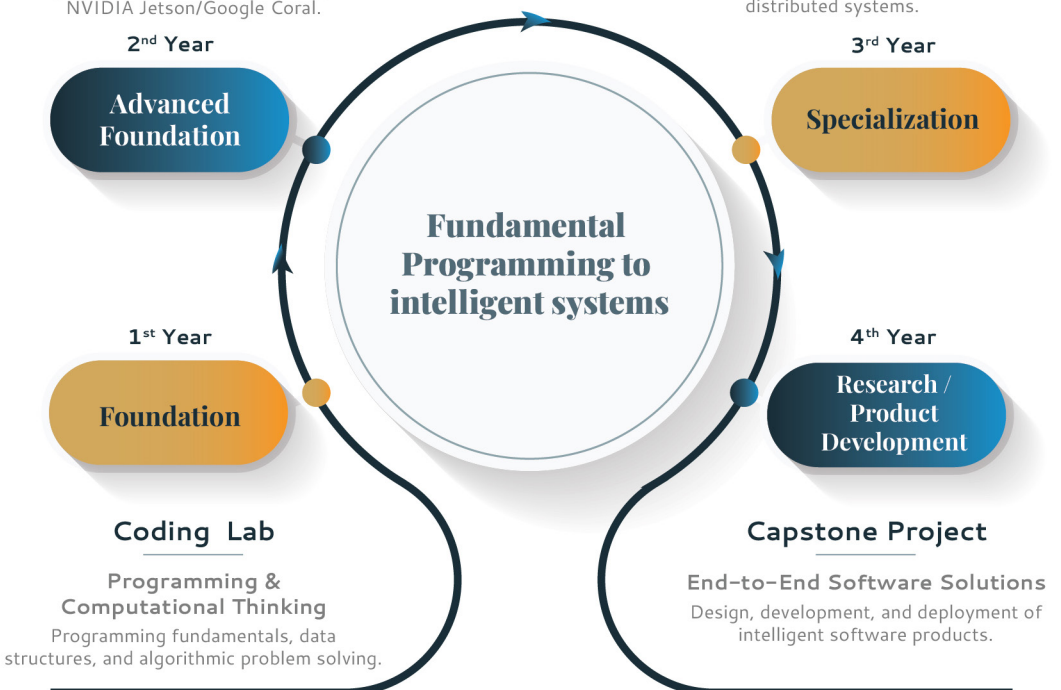 NVIDIA Jetson/Google Coral.
distributed systems.
2nd Year
Advanced
Foundation
3rd Year
Specialization
Fundamental
Programming to
intelligent systems
1st Year
Foundation
4th Year
Research /
Product
Development
Coding Lab
Programming &
Computational Thinking
Programming fundamentals, data
structures, and algorithmic problem solving.
Capstone Project
End-to-End Software Solutions
Design, development, and deployment of
intelligent software products.